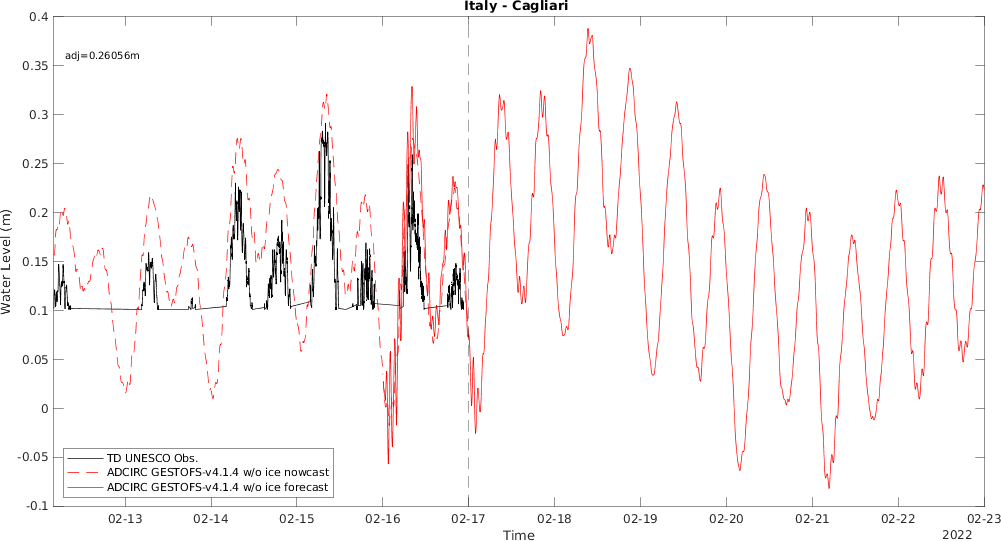 Italy - Cagliari
adj=0.26056m
Water Level (m)
0.4
0.35
0.3
0.25
0.2
0.15
0.1
0.05
0
-0.05
-0.1
TD UNESCO Obs.
ADCIRC GESTOFS-v4.1.4 w/o ice nowcast
ADCIRC GESTOFS-v4.1.4 w/o ice forecast
02-13 02-14 02-15 02-16 02-17 02-18 02-19 02-20 02-21 02-22 02-23
Time
2022